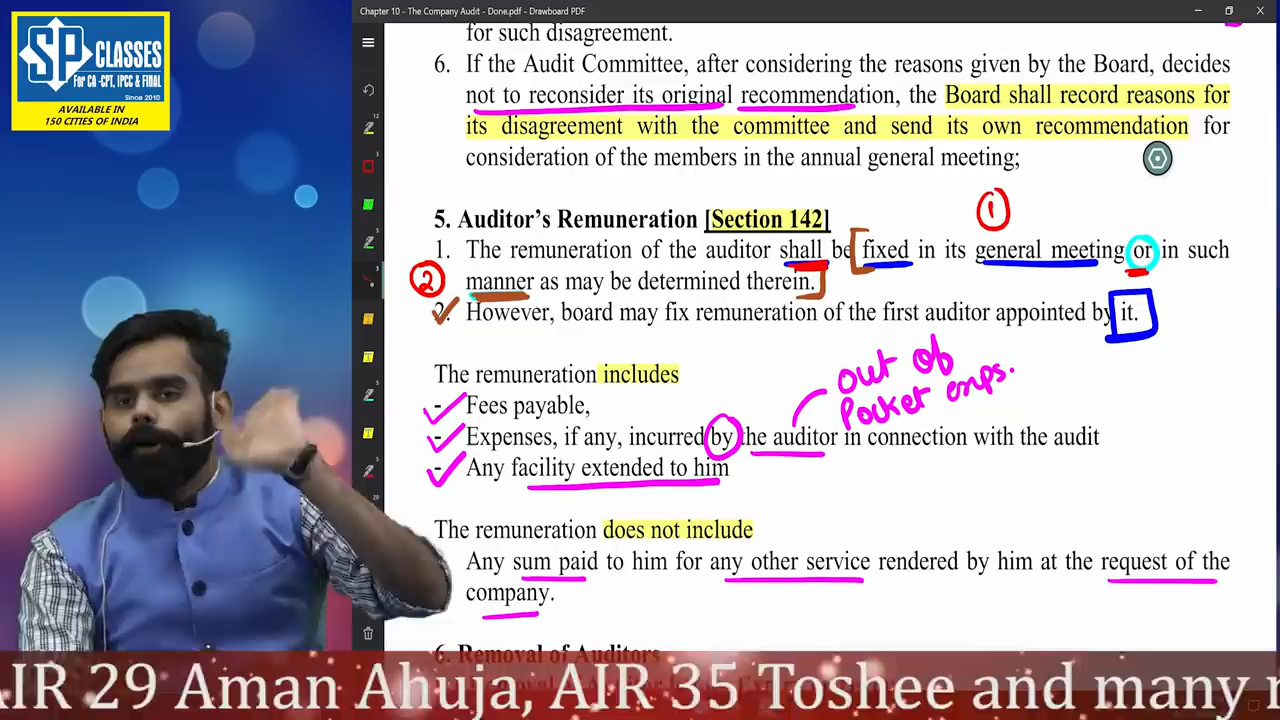 Chapter 10 - The Company Audit - Done.pdf - Drawboard PDF
SP
CLASSES
For CA -CPT, IPCC & FINAL
Since 2010
AVAILABLE IN
150 CITIES OF INDIA
for such disagreement.
6. If the Audit Committee, after considering the reasons given by the Board, decides
not to reconsider its original recommendation, the Board shall record reasons for
its disagreement with the committee and send its own recommendation for
consideration of the members in the annual general meeting;
1
5. Auditor's Remuneration [Section 142]
1. The remuneration of the auditor shall be fixed in its general meeting or in such
2 manner as may be determined therein.
2. However, board may fix remuneration of the first auditor appointed by it.
The remuneration includes
out of
Pocket exps.
- Fees payable,
- Expenses, if any, incurred by the auditor in connection with the audit
- Any facility extended to him
The remuneration does not include
Any sum paid to him for any other service rendered by him at the request of the
company.
6. Removal of Auditors
IR 29 Aman Ahuja, AIR 35 Toshee and many